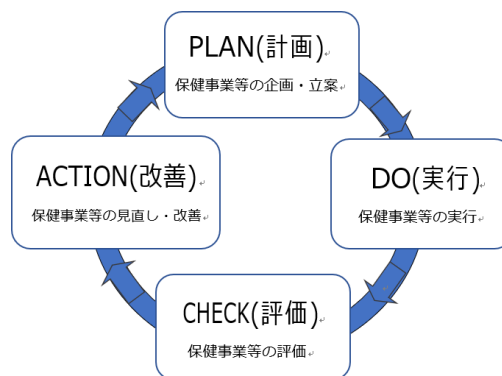 PLAN(計画)
保健事業等の企画・立案
DO(実行)
保健事業等の実行
CHECK(評価)
保健事業等の評価
ACTION(改善)
保健事業等の見直し・改善